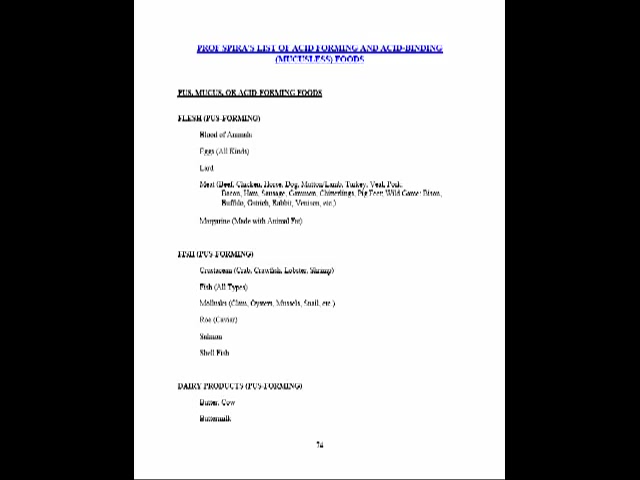 PROF SPIRA'S LIST OF ACID FORMING AND ACID-BINDING
(MUCUSLESS) FOODS
PUS, MUCUS, OR ACID-FORMING FOODS
FLESH (PUS-FORMING)
Blood of Animals
Eggs (All Kinds)
Lard
Meat (Beef, Chicken, Horse, Dog, Mutton/Lamb, Turkey, Veal, Pork,
Bacon, Ham, Sausage, Gammon, Chitterlings, Pig Feet; Wild Game: Bison,
Buffalo, Ostrich, Rabbit, Venison, etc.)
Margarine (Made with Animal Fat)
FISH (PUS-FORMING)
Crustacean (Crab, Crawfish, Lobster, Shrimp)
Fish (All Types)
Mollusks (Clams, Oysters, Mussels, Snail, etc.)
Roe (Caviar)
Salmon
Shell Fish
DAIRY PRODUCTS (PUS-FORMING)
Butter, Cow
Buttermilk
74